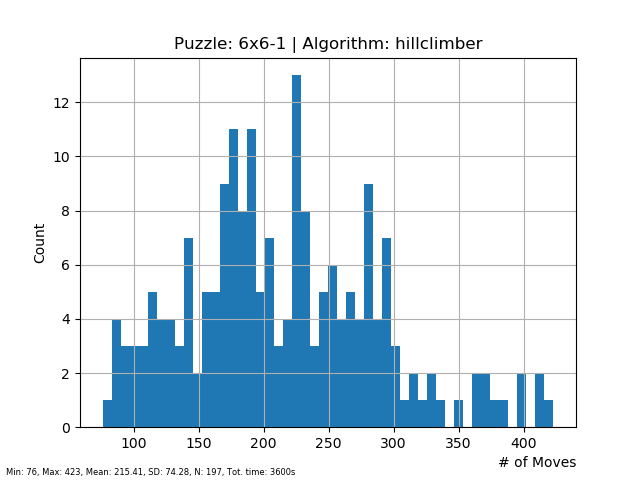 Puzzle: 6x6-1 | Algorithm: hillclimber
12
10
8
6
4
2
0
Count
100 150 200 250 300 350 400
# of Moves
Min: 76, Max: 423, Mean: 215.41, SD: 74.28, N: 197, Tot. time: 3600s